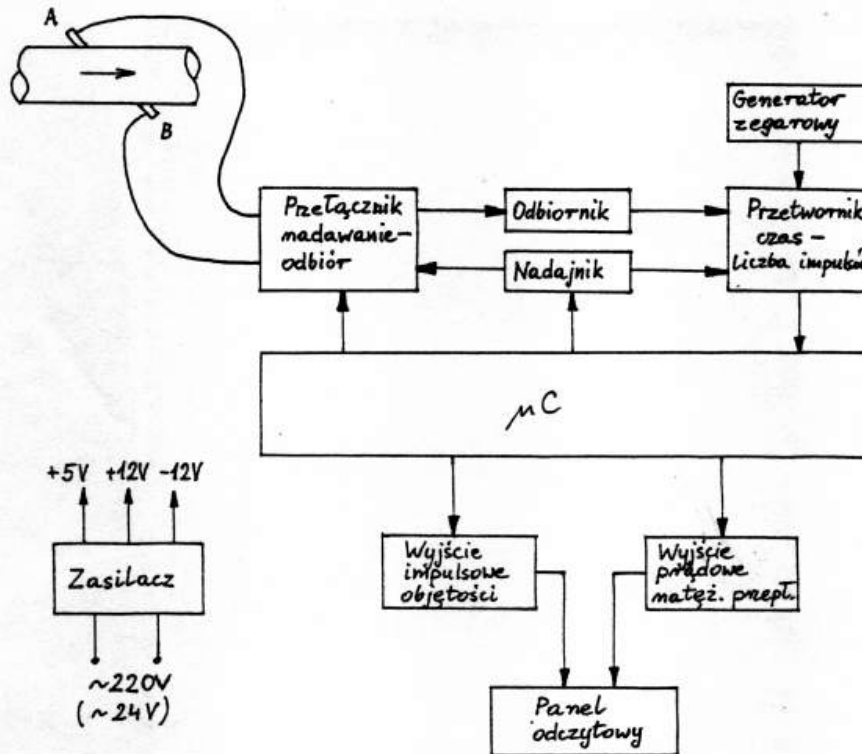 A
B
Generator
zegarowy
Przełącznik
nadawanie-
odbiór
Odbiornik
Nadajnik
Przetwornik
czas -
liczba impulsów
μC
+5V +12V -12V
Zasilacz
~220V
(~24V)
Wyjście
impulsowe
objętości
Wyjście
prądowe
natęż. przepł.
Panel
odczytowy